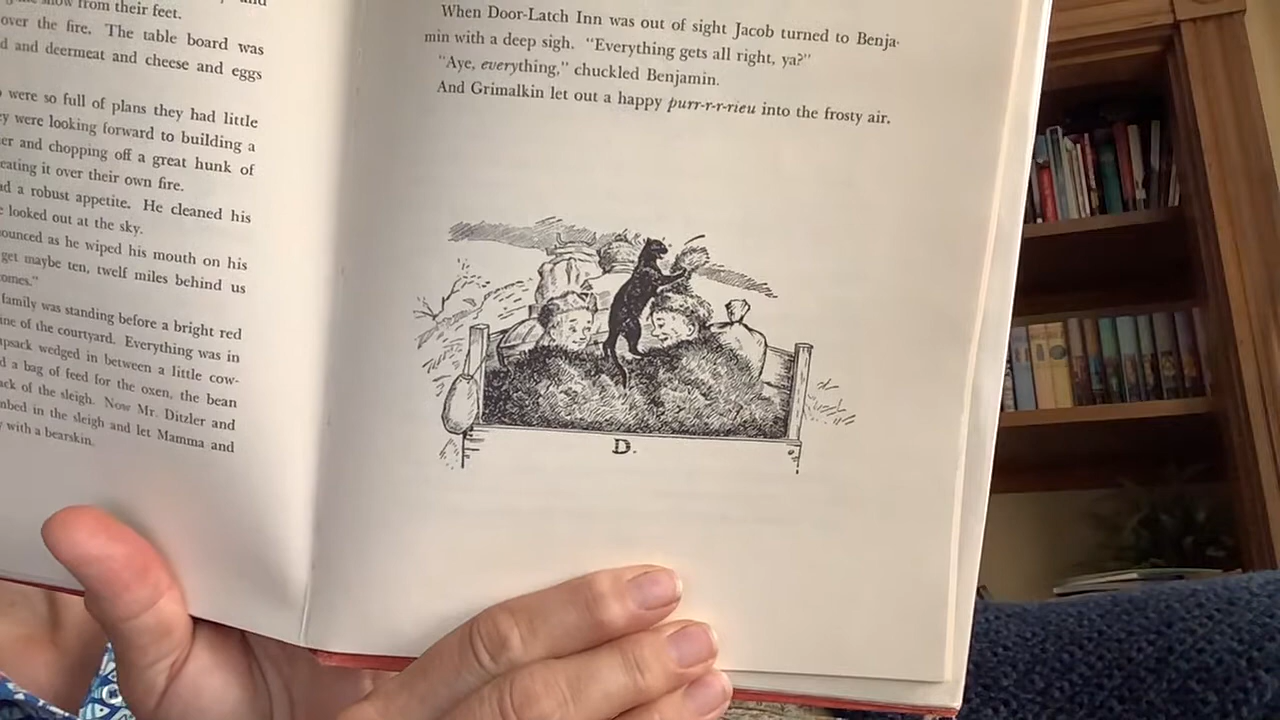 from their feet.
over the fire. The table board was
d and deermeat and cheese and eggs
were so full of plans they had little
ey were looking forward to building a
er and chopping off a great hunk of
eating it over their own fire.
ad a robust appetite. He cleaned his
e looked out at the sky.
ounced as he wiped his mouth on his
get maybe ten, twelf miles behind us
omes."
family was standing before a bright red
ine of the courtyard. Everything was in
psack wedged in between a little cow-
d a bag of feed for the oxen, the bean
ack of the sleigh. Now Mr. Ditzler and
mbed in the sleigh and let Mamma and
with a bearskin.
When Door-Latch Inn was out of sight Jacob turned to Benja-
min with a deep sigh. "Everything gets all right, ya?"
"Aye, everything," chuckled Benjamin.
And Grimalkin let out a happy purr-r-r-rieu into the frosty air.
D.